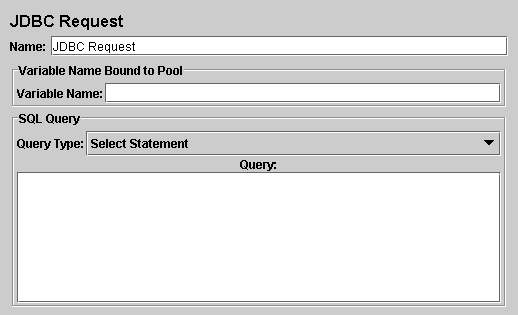 JDBC Request
Name: JDBC Request
Variable Name Bound to Pool
Variable Name:
SQL Query
Query Type: Select Statement
Query: